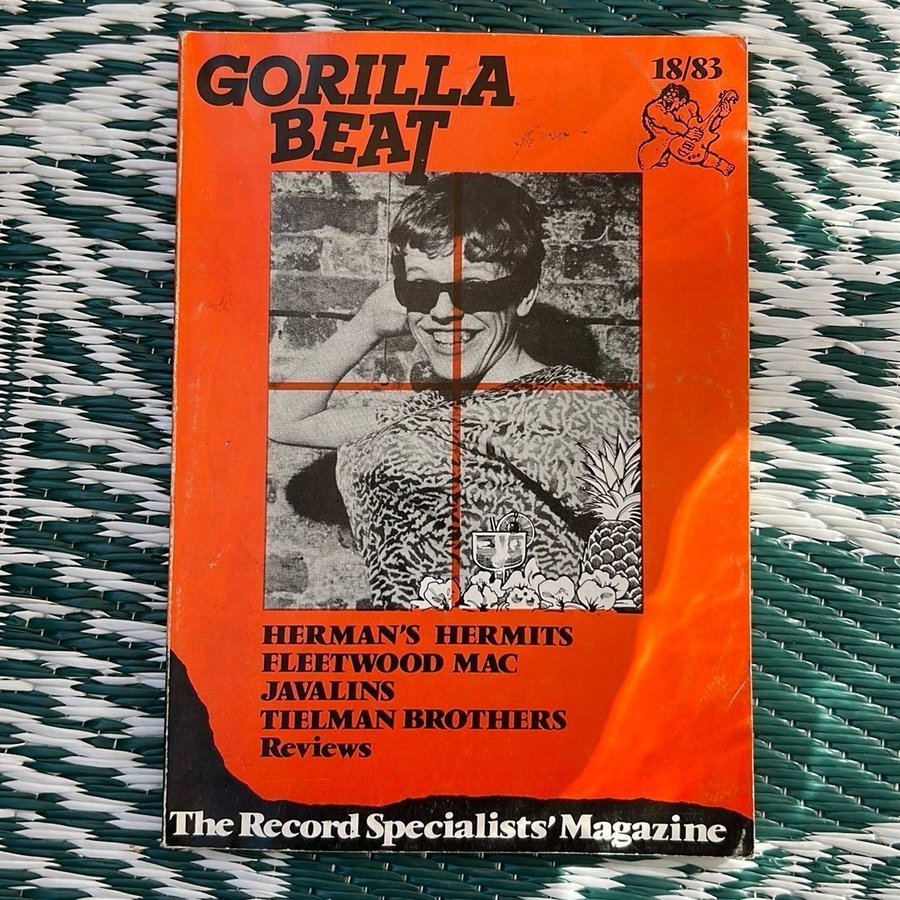 GORILLA
BEAT
18/83
HERMAN'S HERMITS
FLEETWOOD MAC
JAVALINS
TIELMAN BROTHERS
Reviews
The Record Specialists' Magazine